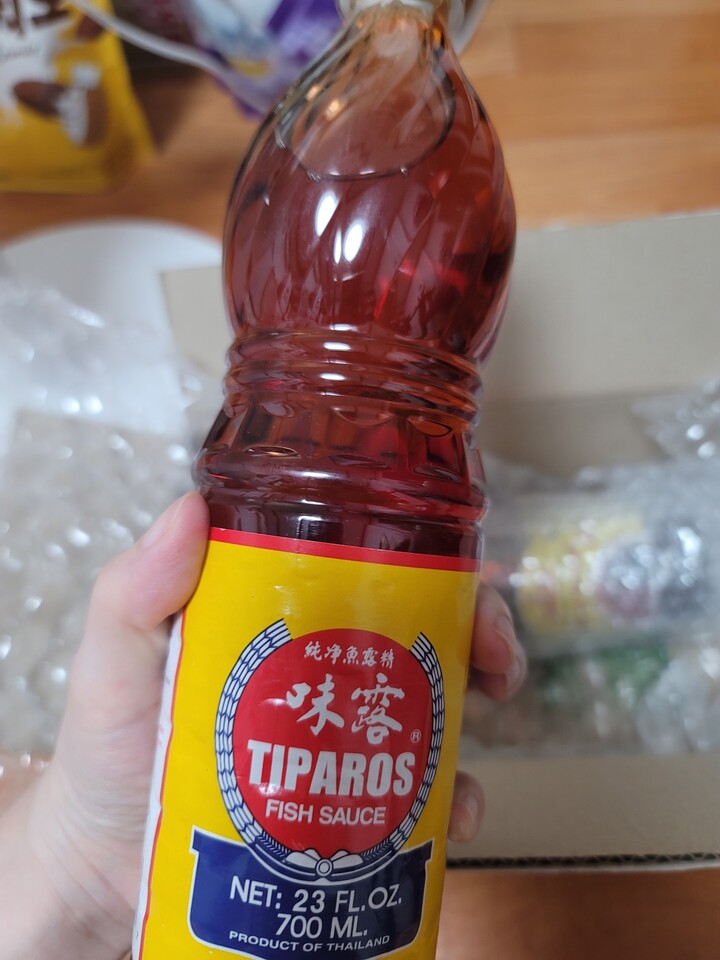 純净魚露精
味露
®
TIPAROS
FISH SAUCE
NET: 23 FL.OZ.
700 ML.
PRODUCT OF THAILAND